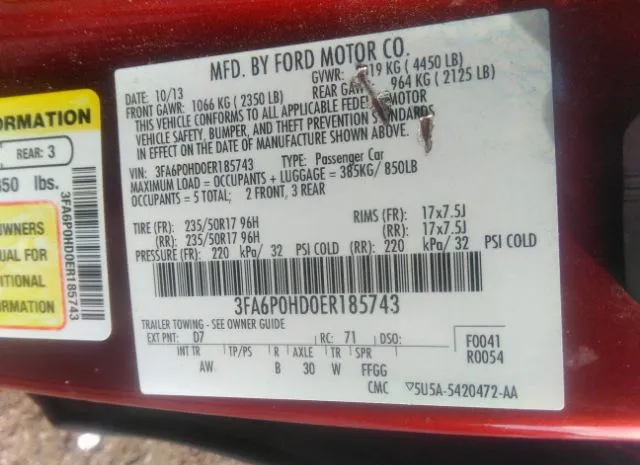 MFD. BY FORD MOTOR CO.
10/13
GVWR: 19 KG ( 4450 LB)
FRONT GAWR: 1066 KG ( 2350 LB)
REAR GAW 964 KG ( 2125 LB)
THIS VEHICLE CONFORMS TO ALL APPLICABLE FEDE MOTOR
VEHICLE SAFETY, BUMPER, AND THEFT PREVENTION STANDARDS
IN EFFECT ON THE DATE OF MANUFACTURE SHOWN ABOVE.
VIN: 3FA6P0HD0ER185743 TYPE: Passenger Car
MAXIMUM LOAD = OCCUPANTS + LUGGAGE = 385KG/ 850LB
OCCUPANTS = 5 TOTAL; 2 FRONT, 3 REAR
TIRE (FR): 235/50R17 96H RIMS (FR): 17x7.5J
(RR): 235/50R17 96H (RR): 17x7.5J
PRESSURE (FR): 220 kPa/ 32 PSI COLD (RR): 220 kPa/ 32 PSI COLD
3FA6P0HD0ER185743
TRAILER TOWING - SEE OWNER GUIDE
EXT PNT: D7 RC: 71 DSO: F0041
R0054
INT TR TP/PS R AXLE TR SPR
AW B 30 W FFGG
CMC 5U5A-5420472-AA
ORMATION
REAR: 3
850 lbs.
WNERS
UAL FOR
ITIONAL
FORMATION
3FA6P0HD0ER185743